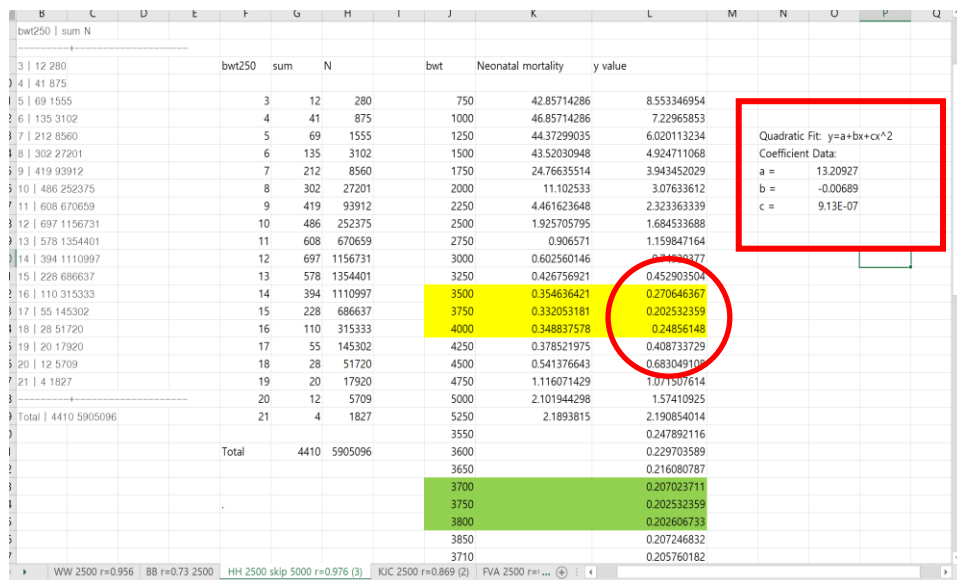 B C D E F G H I J K L M N O P Q
bwt250 | sum N
---------+--------------------
3 | 12 280 bwt250 sum N bwt Neonatal mortality y value
4 | 41 875
5 | 69 1555 3 12 280 750 42.85714286 8.553346954
6 | 135 3102 4 41 875 1000 46.85714286 7.22965853
7 | 212 8560 5 69 1555 1250 44.37299035 6.020113234 Quadratic Fit: y=a+bx+cx^2
8 | 302 27201 6 135 3102 1500 43.52030948 4.924711068 Coefficient Data:
9 | 419 93912 7 212 8560 1750 24.76635514 3.943452029 a = 13.20927
10 | 486 252375 8 302 27201 2000 11.102533 3.07633612 b = -0.00689
11 | 608 670659 9 419 93912 2250 4.461623648 2.323363339 c = 9.13E-07
12 | 697 1156731 10 486 252375 2500 1.925705795 1.684533688
13 | 578 1354401 11 608 670659 2750 0.906571 1.159847164
14 | 394 1110997 12 697 1156731 3000 0.602560146
15 | 228 686637 13 578 1354401 3250 0.426756921 0.452903504
16 | 110 315333 14 394 1110997 3500 0.354636421 0.270646367
17 | 55 145302 15 228 686637 3750 0.332053181 0.202532359
18 | 28 51720 16 110 315333 4000 0.348837578 0.24856148
19 | 20 17920 17 55 145302 4250 0.378521975 0.408733729
20 | 12 5709 18 28 51720 4500 0.541376643 0.683049108
21 | 4 1827 19 20 17920 4750 1.116071429 1.071507614
---------+-------------------- 20 12 5709 5000 2.101944298 1.57410925
Total | 4410 5905096 21 4 1827 5250 2.1893815 2.190854014
3550 0.247892116
Total 4410 5905096 3600 0.229703589
3650 0.216080787
3700 0.207023711
. 3750 0.202532359
3800 0.202606733
3850 0.207246832
3710 0.205760182
WW 2500 r=0.956 BB r=0.73 2500 HH 2500 skip 5000 r=0.976 (3) KJC 2500 r=0.869 (2) FVA 2500 r=( ...